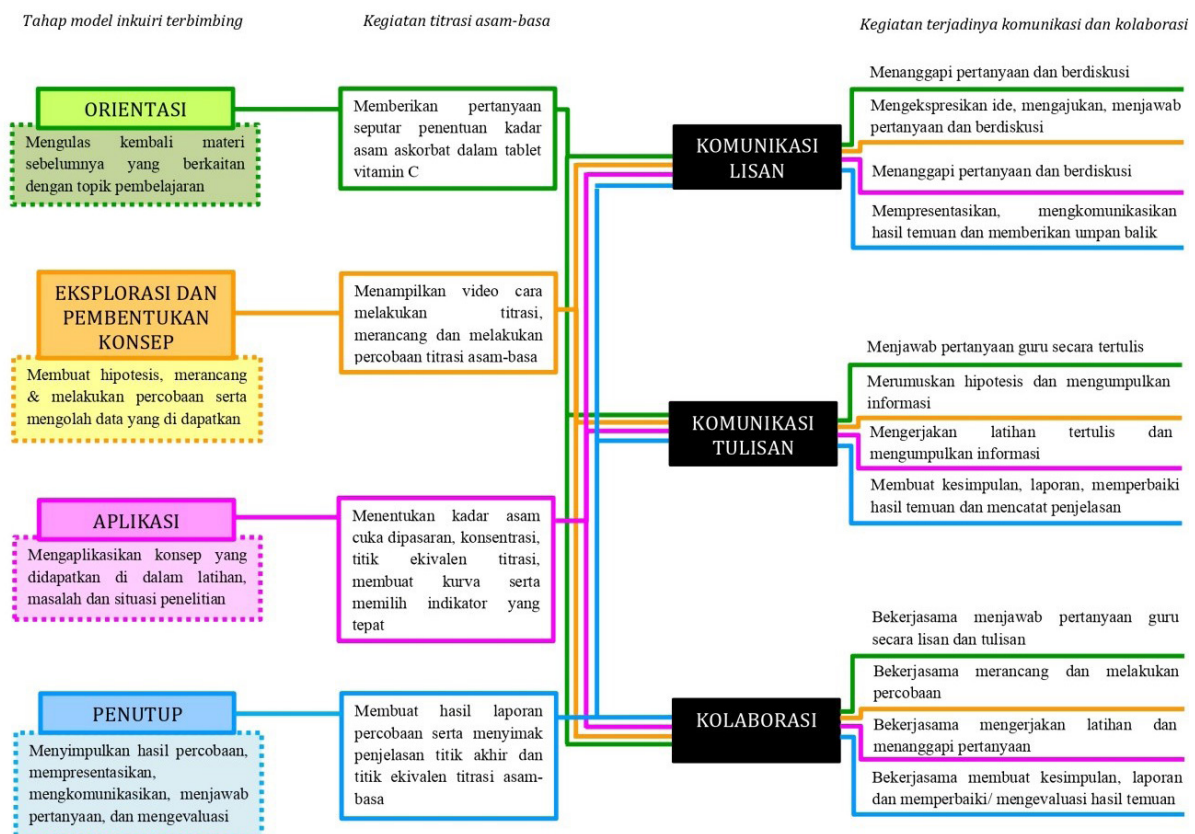 Tahap model inkuiri terbimbing
Kegiatan titrasi asam-basa
Kegiatan terjadinya komunikasi dan kolaborasi
ORIENTASI
Mengulas kembali materi
sebelumnya yang berkaitan
dengan topik pembelajaran
Memberikan pertanyaan
seputar penentuan kadar
asam askorbat dalam tablet
vitamin C
EKSPLORASI DAN
PEMBENTUKAN
KONSEP
Membuat hipotesis, merancang
& melakukan percobaan serta
mengolah data yang di dapatkan
Menampilkan video cara
melakukan titrasi,
merancang dan melakukan
percobaan titrasi asam-basa
APLIKASI
Mengaplikasikan konsep yang
didapatkan di dalam latihan,
masalah dan situasi penelitian
Menentukan kadar asam
cuka dipasaran, konsentrasi,
titik ekivalen titrasi,
membuat kurva serta
memilih indikator yang
tepat
PENUTUP
Menyimpulkan hasil percobaan,
mempresentasikan,
mengkomunikasikan, menjawab
pertanyaan, dan mengevaluasi
Membuat hasil laporan
percobaan serta menyimak
penjelasan titik akhir dan
titik ekivalen titrasi asam-
basa
KOMUNIKASI
LISAN
Menanggapi pertanyaan dan berdiskusi
Mengekspresikan ide, mengajukan, menjawab
pertanyaan dan berdiskusi
Menanggapi pertanyaan dan berdiskusi
Mempresentasikan, mengkomunikasikan
hasil temuan dan memberikan umpan balik
KOMUNIKASI
TULISAN
Menjawab pertanyaan guru secara tertulis
Merumuskan hipotesis dan mengumpulkan
informasi
Mengerjakan latihan tertulis dan
mengumpulkan informasi
Membuat kesimpulan, laporan, memperbaiki
hasil temuan dan mencatat penjelasan
KOLABORASI
Bekerjasama menjawab pertanyaan guru
secara lisan dan tulisan
Bekerjasama merancang dan melakukan
percobaan
Bekerjasama mengerjakan latihan dan
menanggapi pertanyaan
Bekerjasama membuat kesimpulan, laporan
dan memperbaiki/ mengevaluasi hasil temuan